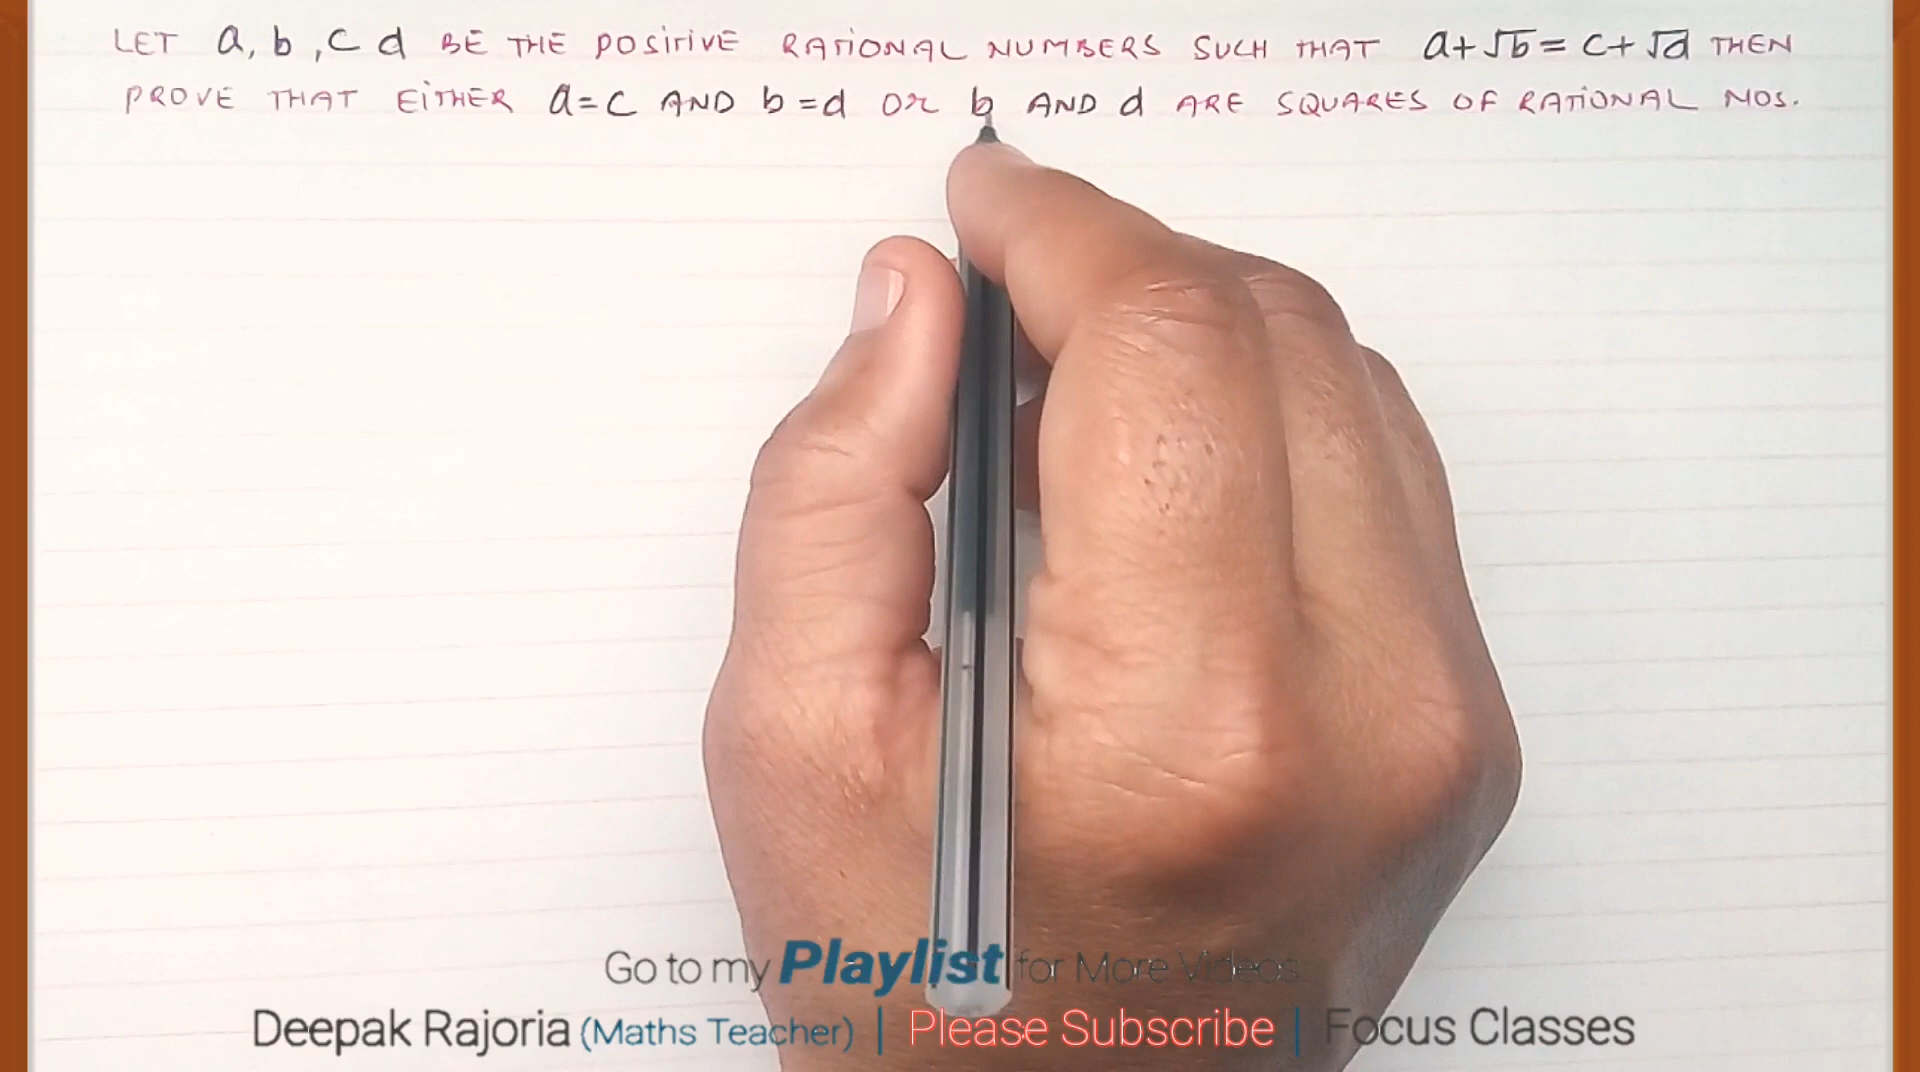 LET a, b, c d BE THE POSITIVE RATIONAL NUMBERS SUCH THAT a+√b = c+√d THEN
PROVE THAT EITHER a=c AND b=d OR b AND d ARE SQUARES OF RATIONAL NOS.
Go to my Playlist for More Videos
Deepak Rajoria (Maths Teacher) | Please Subscribe | Focus Classes